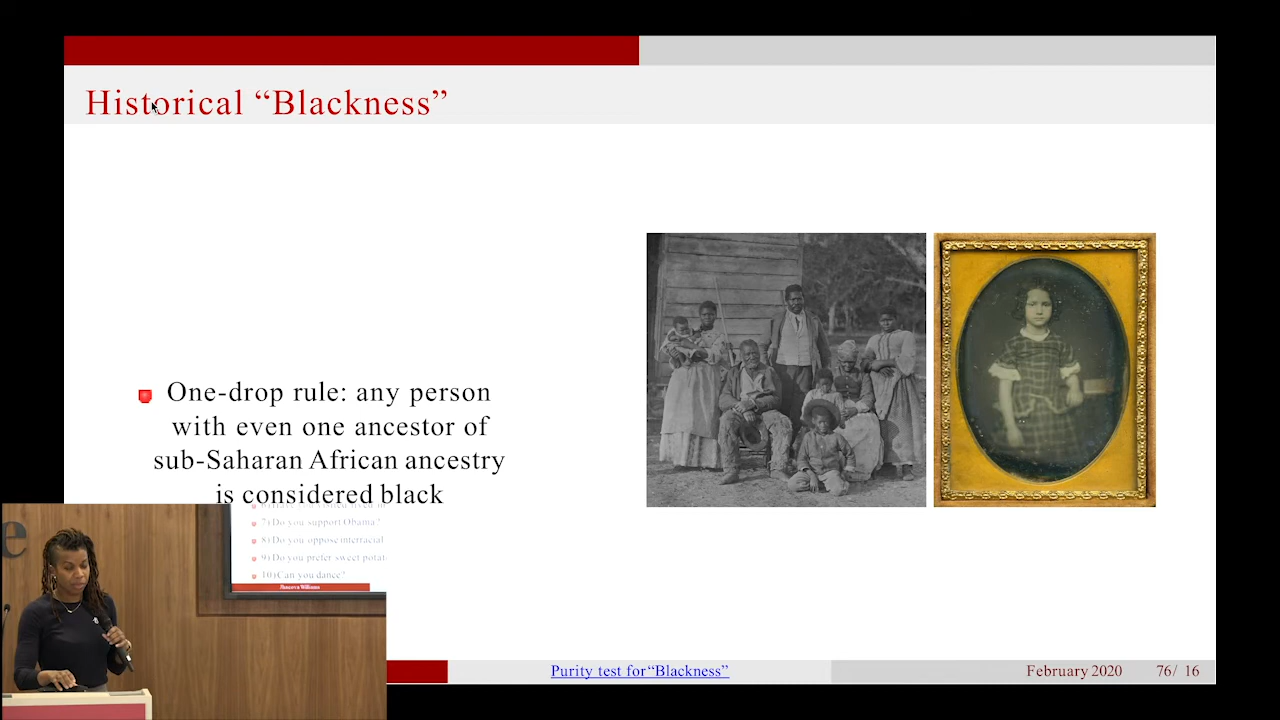 Historical “Blackness”
One-drop rule: any person
with even one ancestor of
sub-Saharan African ancestry
is considered black
e
7) Do you support Obama?
8) Do you oppose interracial
9) Do you prefer sweet potat
10) Can you dance?
Purity test for “Blackness”
February 2020 76/ 16